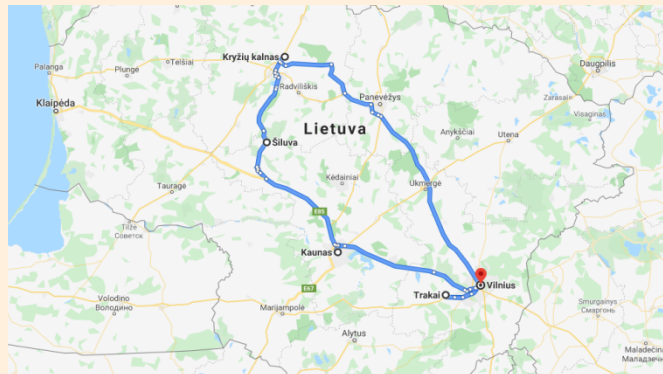 Kryžių kalnas
Palanga
Plungė
Telšiai
Radviliškis
Panevėžys
Daugpilis
Klaipėda
Zarasai
Visaginas
Lietuva
Anykščiai
Utena
Šiluva
Kėdainiai
Tauragė
Ukmergė
Tilžė
Советск
E85
Kaunas
Vilnius
Trakai
E67
Volodino
Володино
Marijampolė
Smurgainys
Сморгонь
Alytus
Maladečina
Маладзечна